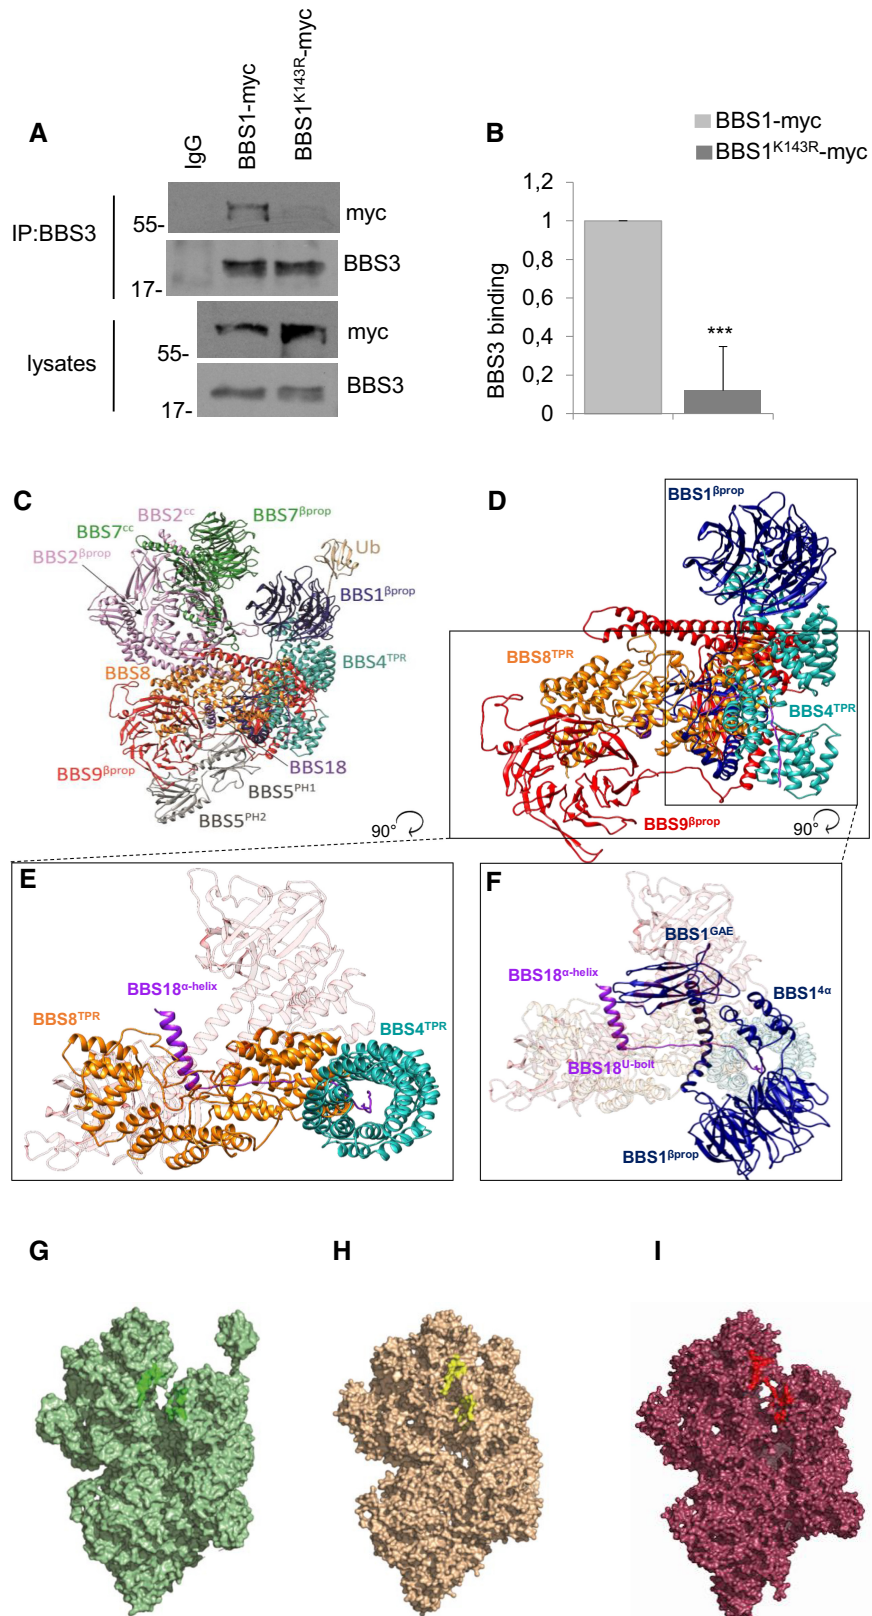 A
IgG
BBS1-myc
BBS1K143R-myc
IP:BBS3
55-
myc
17-
BBS3
lysates
55-
myc
17-
BBS3
B
BBS1-myc
BBS1K143R-myc
BBS3 binding
1,2
1
0,8
0,6
0,4
0,2
0
***
C
BBS2cc
BBS7cc
BBS7βprop
BBS2βprop
Ub
BBS1βprop
BBS8
BBS4TPR
BBS9βprop
BBS18
BBS5PH1
BBS5PH2
90°
D
BBS1βprop
BBS8TPR
BBS4TPR
BBS9βprop
90°
E
BBS18α-helix
BBS8TPR
BBS4TPR
F
BBS1GAE
BBS18α-helix
BBS14α
BBS18U-bolt
BBS1βprop
G
H
I